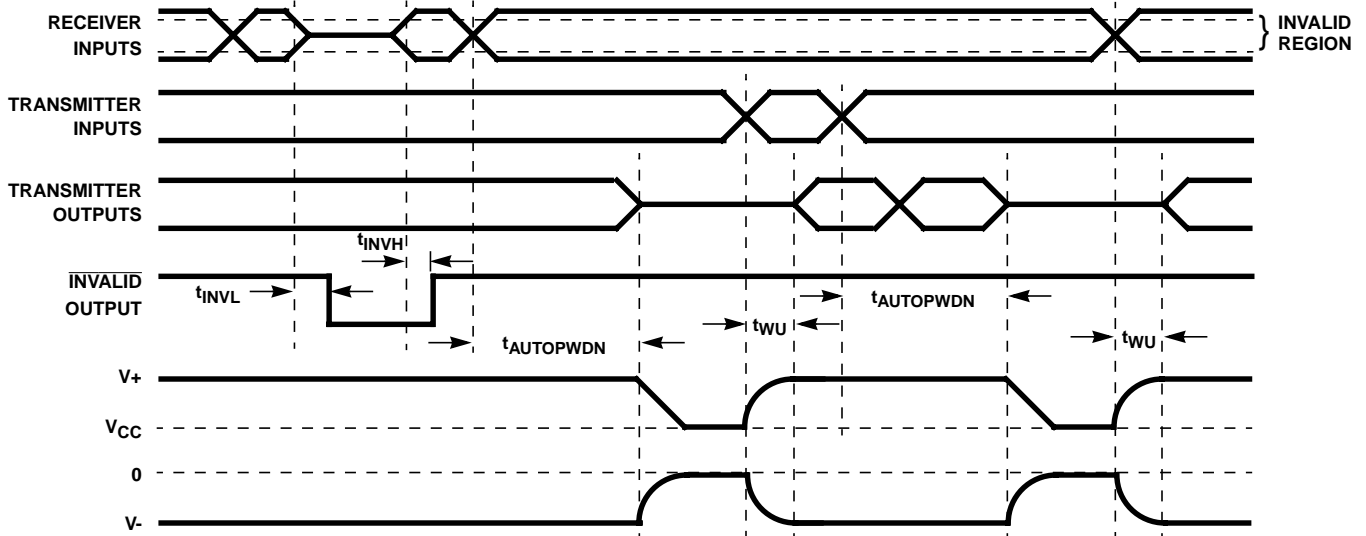 RECEIVER
INPUTS
} INVALID
REGION
TRANSMITTER
INPUTS
TRANSMITTER
OUTPUTS
tINVH
INVALID
OUTPUT
tINVL
tAUTOPWDN
tWU
tAUTOPWDN
tWU
V+
VCC
0
V-